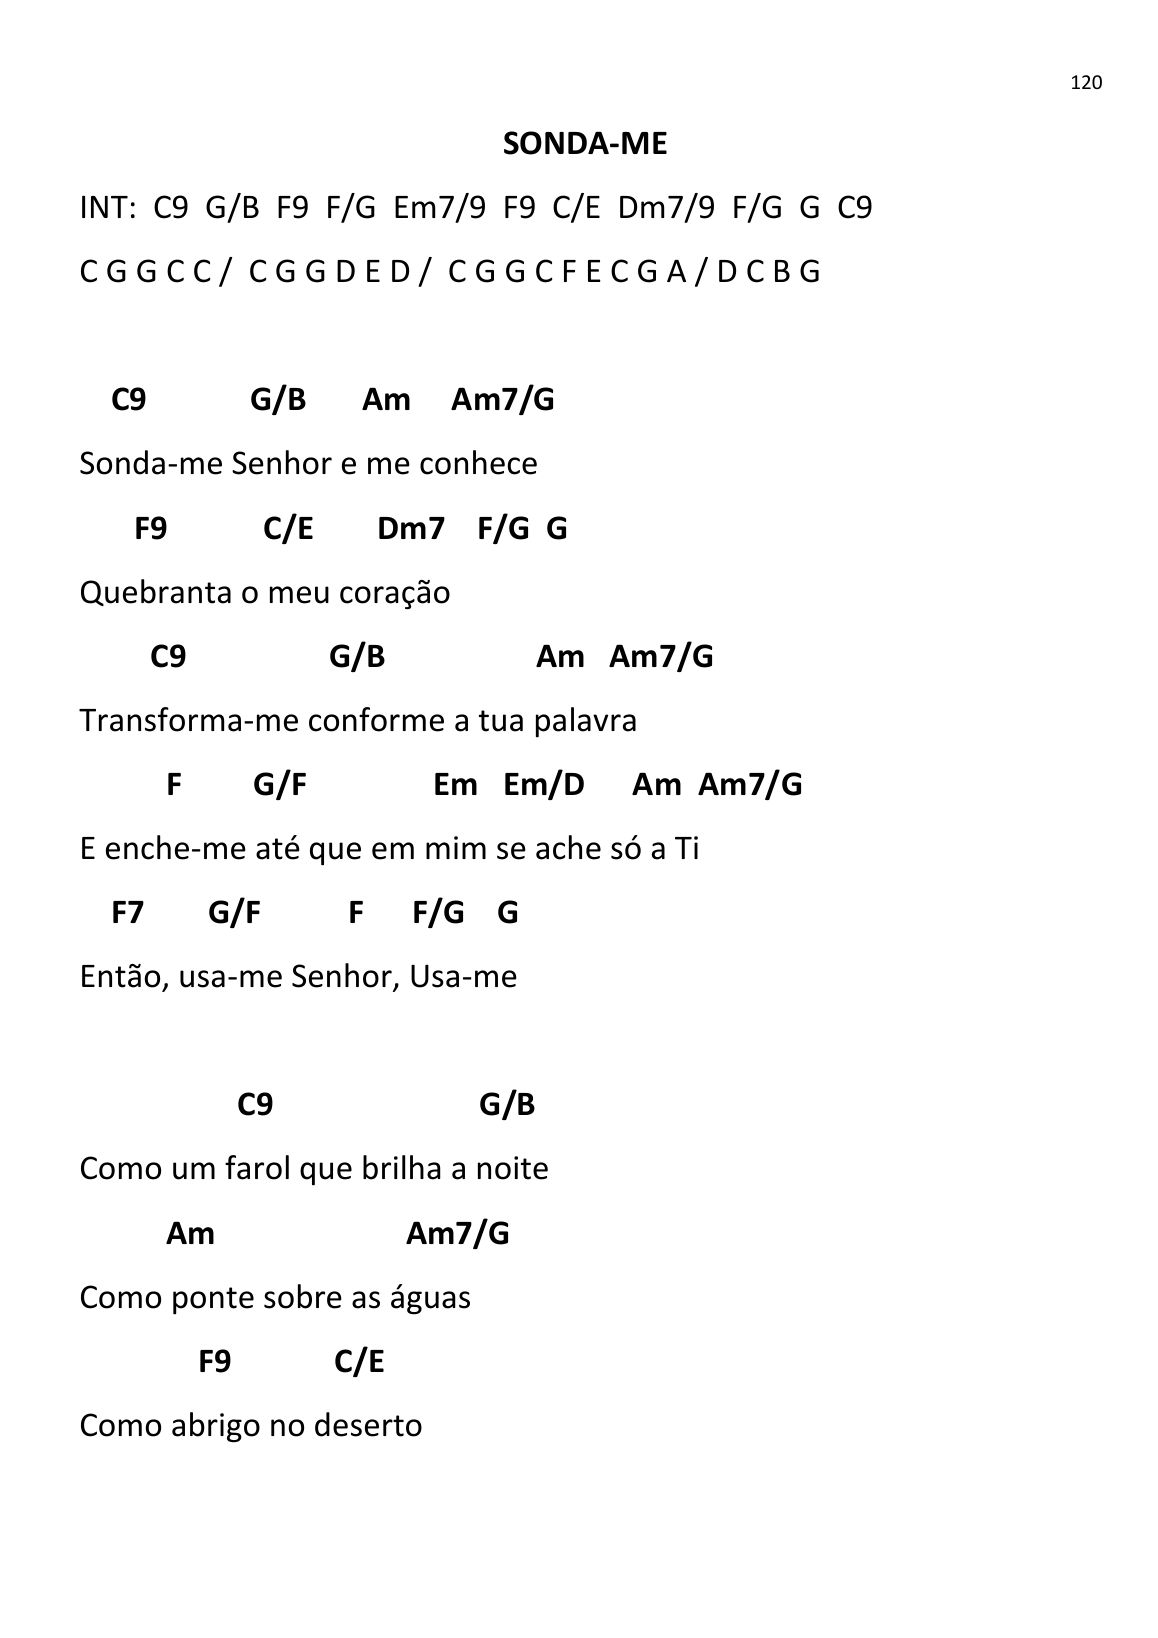 120
SONDA-ME
INT: C9 G/B F9 F/G Em7/9 F9 C/E Dm7/9 F/G G C9
C G G C C / C G G D E D / C G G C F E C G A / D C B G
C9 G/B Am Am7/G
Sonda-me Senhor e me conhece
F9 C/E Dm7 F/G G
Quebranta o meu coração
C9 G/B Am Am7/G
Transforma-me conforme a tua palavra
F G/F Em Em/D Am Am7/G
E enche-me até que em mim se ache só a Ti
F7 G/F F F/G G
Então, usa-me Senhor, Usa-me
C9 G/B
Como um farol que brilha a noite
Am Am7/G
Como ponte sobre as águas
F9 C/E
Como abrigo no deserto